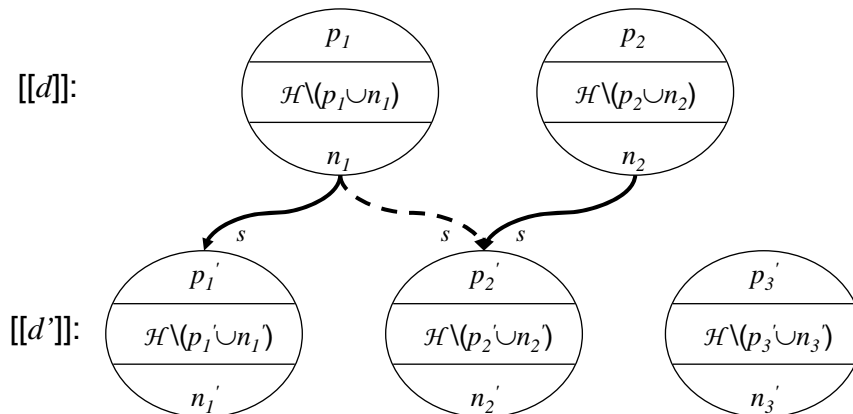 p₁ p₂
[[d]]: ℋ\(p₁∪n₁) ℋ\(p₂∪n₂)
n₁ n₂
s s s
p₁' p₂' p₃'
[[d’]]: ℋ\(p₁'∪n₁') ℋ\(p₂'∪n₂') ℋ\(p₃'∪n₃')
n₁' n₂' n₃'